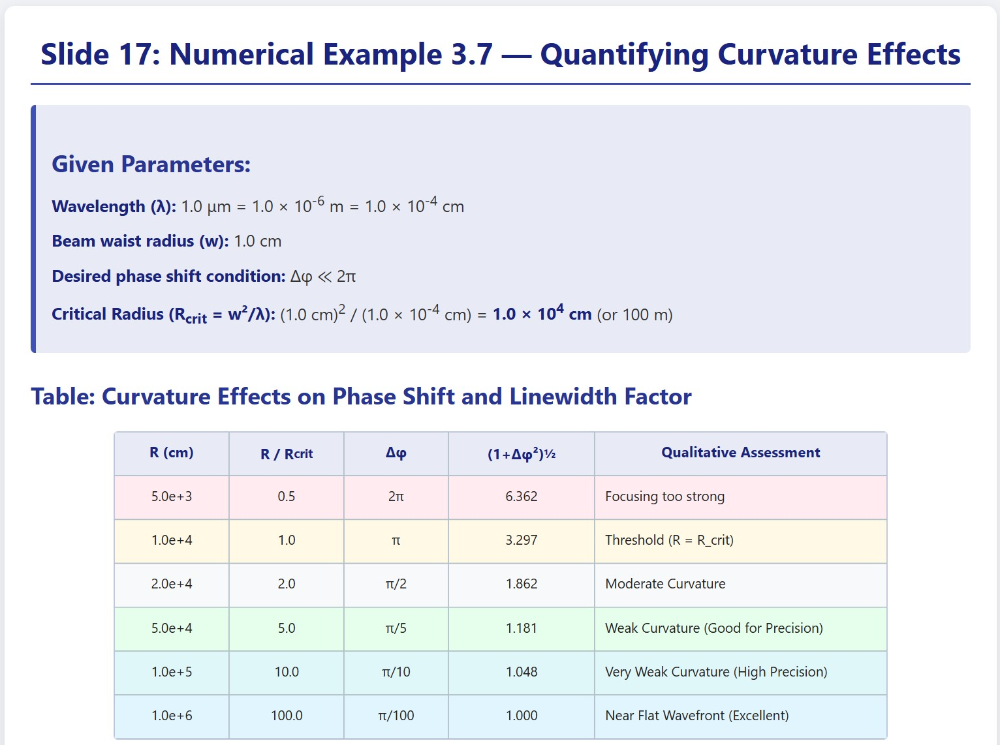 Slide 17: Numerical Example 3.7 — Quantifying Curvature Effects
Given Parameters:
Wavelength (λ): 1.0 μm = 1.0 × 10⁻⁶ m = 1.0 × 10⁻⁴ cm
Beam waist radius (w): 1.0 cm
Desired phase shift condition: Δφ ≪ 2π
Critical Radius (R_crit = w²/λ): (1.0 cm)² / (1.0 × 10⁻⁴ cm) = 1.0 × 10⁴ cm (or 100 m)
Table: Curvature Effects on Phase Shift and Linewidth Factor
R (cm) R / Rcrit Δφ (1+Δφ²)½ Qualitative Assessment
5.0e+3 0.5 2π 6.362 Focusing too strong
1.0e+4 1.0 π 3.297 Threshold (R = R_crit)
2.0e+4 2.0 π/2 1.862 Moderate Curvature
5.0e+4 5.0 π/5 1.181 Weak Curvature (Good for Precision)
1.0e+5 10.0 π/10 1.048 Very Weak Curvature (High Precision)
1.0e+6 100.0 π/100 1.000 Near Flat Wavefront (Excellent)